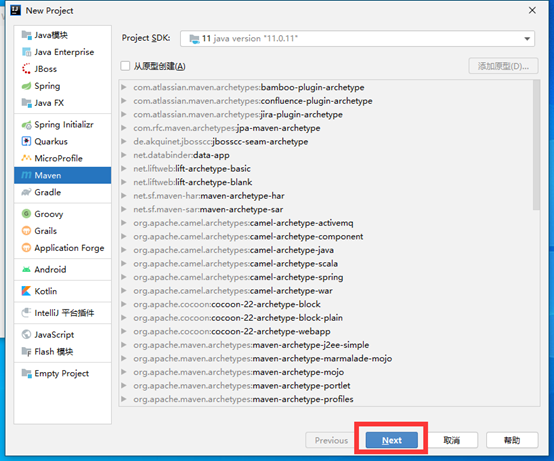 New Project
Java模块
Java Enterprise
JBoss
Spring
Java FX
Spring Initializr
Quarkus
MicroProfile
Maven
Gradle
Groovy
Grails
Application Forge
Android
Kotlin
IntelliJ 平台插件
JavaScript
Flash 模块
Empty Project
Project SDK: 11 java version "11.0.11"
从原型创建(A) 添加原型(D)...
com.atlassian.maven.archetypes:bamboo-plugin-archetype
com.atlassian.maven.archetypes:confluence-plugin-archetype
com.atlassian.maven.archetypes:jira-plugin-archetype
com.rfc.maven.archetypes:jpa-maven-archetype
de.akquinet.jbosscc:jbosscc-seam-archetype
net.databinder:data-app
net.liftweb:lift-archetype-basic
net.liftweb:lift-archetype-blank
net.sf.maven-har:maven-archetype-har
net.sf.maven-sar:maven-archetype-sar
org.apache.camel.archetypes:camel-archetype-activemq
org.apache.camel.archetypes:camel-archetype-component
org.apache.camel.archetypes:camel-archetype-java
org.apache.camel.archetypes:camel-archetype-scala
org.apache.camel.archetypes:camel-archetype-spring
org.apache.camel.archetypes:camel-archetype-war
org.apache.cocoon:cocoon-22-archetype-block
org.apache.cocoon:cocoon-22-archetype-block-plain
org.apache.cocoon:cocoon-22-archetype-webapp
org.apache.maven.archetypes:maven-archetype-j2ee-simple
org.apache.maven.archetypes:maven-archetype-marmalade-mojo
org.apache.maven.archetypes:maven-archetype-mojo
org.apache.maven.archetypes:maven-archetype-portlet
org.apache.maven.archetypes:maven-archetype-profiles
Previous Next 取消 帮助